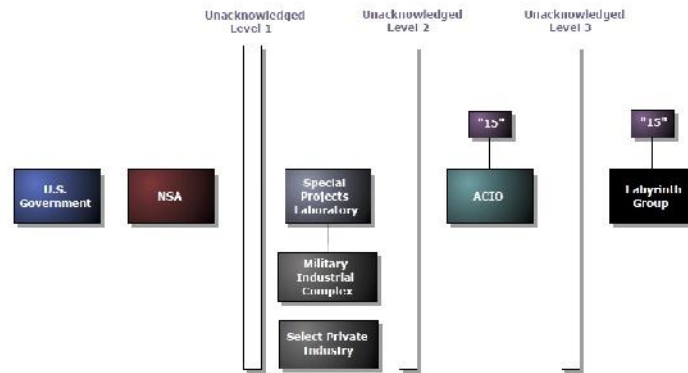 Unacknowledged
Level 1
Unacknowledged
Level 2
Unacknowledged
Level 3
"15"
"15"
U.S.
Government
NSA
Special
Projects
Laboratory
ACIO
Labyrinth
Group
Military
Industrial
Complex
Select Private
Industry